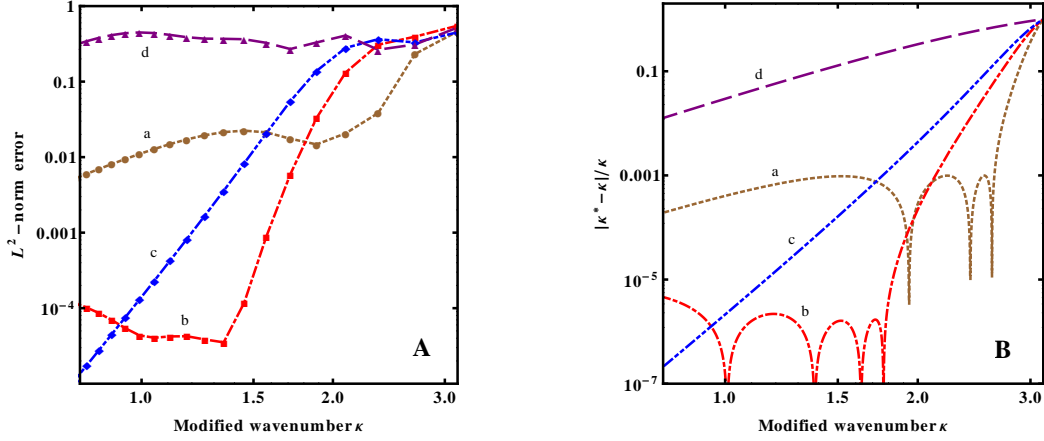 1
0.1
0.01
0.001
10^-4
L^2 -norm error
d
a
c
b
A
1.0
1.5
2.0
3.0
Modified wavenumber κ
0.1
0.001
10^-5
10^-7
|κ* - κ|/κ
d
a
c
b
B
1.0
2.0
3.0
Modified wavenumber κ